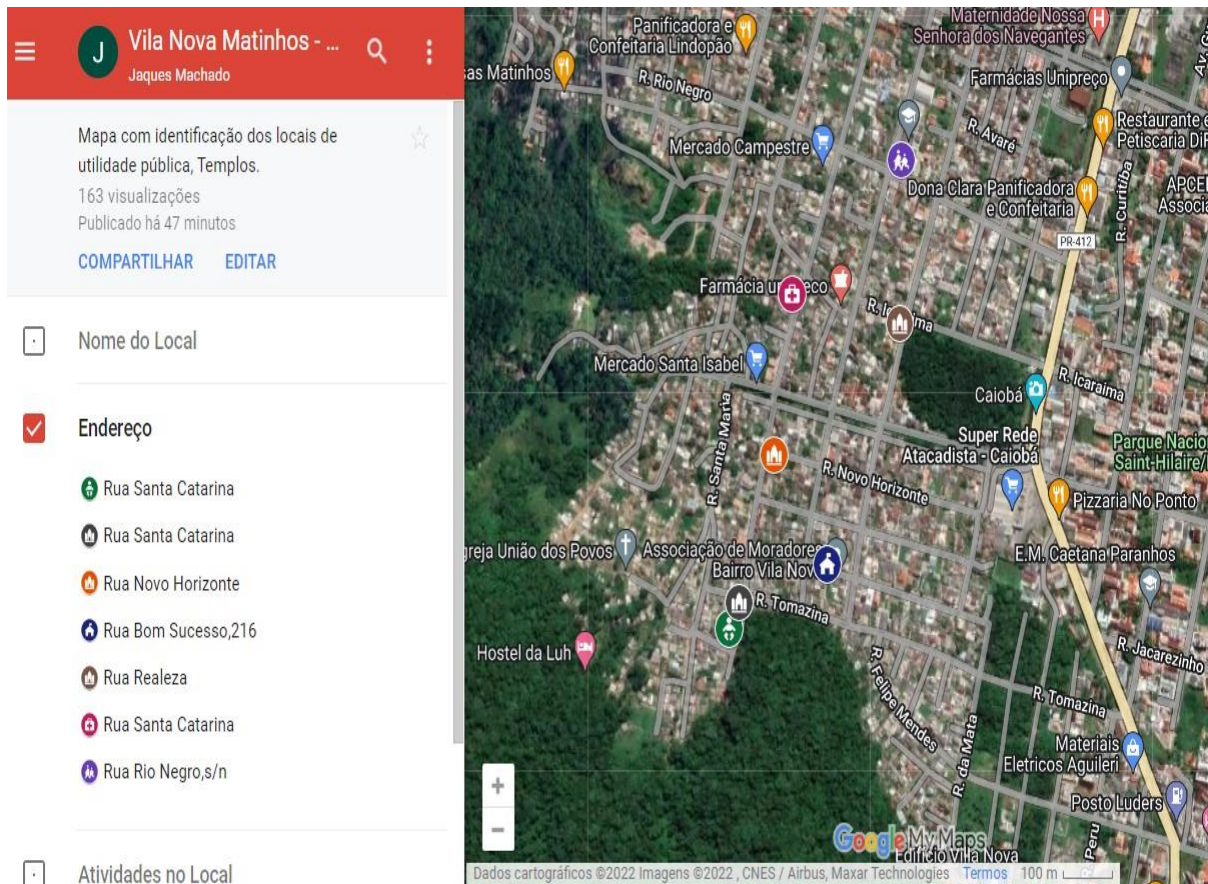 J
Vila Nova Matinhos - ...
Jaques Machado
Mapa com identificação dos locais de
utilidade pública, Templos.
163 visualizações
Publicado há 47 minutos
COMPARTILHAR EDITAR
Nome do Local
Endereço
Rua Santa Catarina
Rua Santa Catarina
Rua Novo Horizonte
Rua Bom Sucesso,216
Rua Realeza
Rua Santa Catarina
Rua Rio Negro,s/n
Atividades no Local
Panificadora e
Confeitaria Lindopão
Maternidade Nossa
Senhora dos Navegantes
H
as Matinhos
R. Rio Negro
Farmácias Unipreço
Restaurante e
Petiscaria DiF
R. Avaré
Mercado Campestre
Dona Clara Panificadora
e Confeitaria
R. Curitiba
APCEF
Associa
PR-412
Farmácia un eco
R. Ic ima
Mercado Santa Isabel
R. Icaraima
Caiobá
R. Santa Maria
Super Rede
Atacadista - Caiobá
Parque Nacio
Saint-Hilaire/
R. Novo Horizonte
Pizzaria No Ponto
greja União dos Povos
Associação de Moradores
Bairro Vila Nov
E.M. Caetana Paranhos
R. Tomazina
Hostel da Luh
R. Jacarezinho
R. Felipe Mendes
R. Tomazina
R. da Mata
Materiais
Eletricos Aguileri
Posto Luders
R. Peru
Google My Maps
Edifício Villa Nova
Dados cartográficos ©2022 Imagens ©2022 , CNES / Airbus, Maxar Technologies Termos 100 m